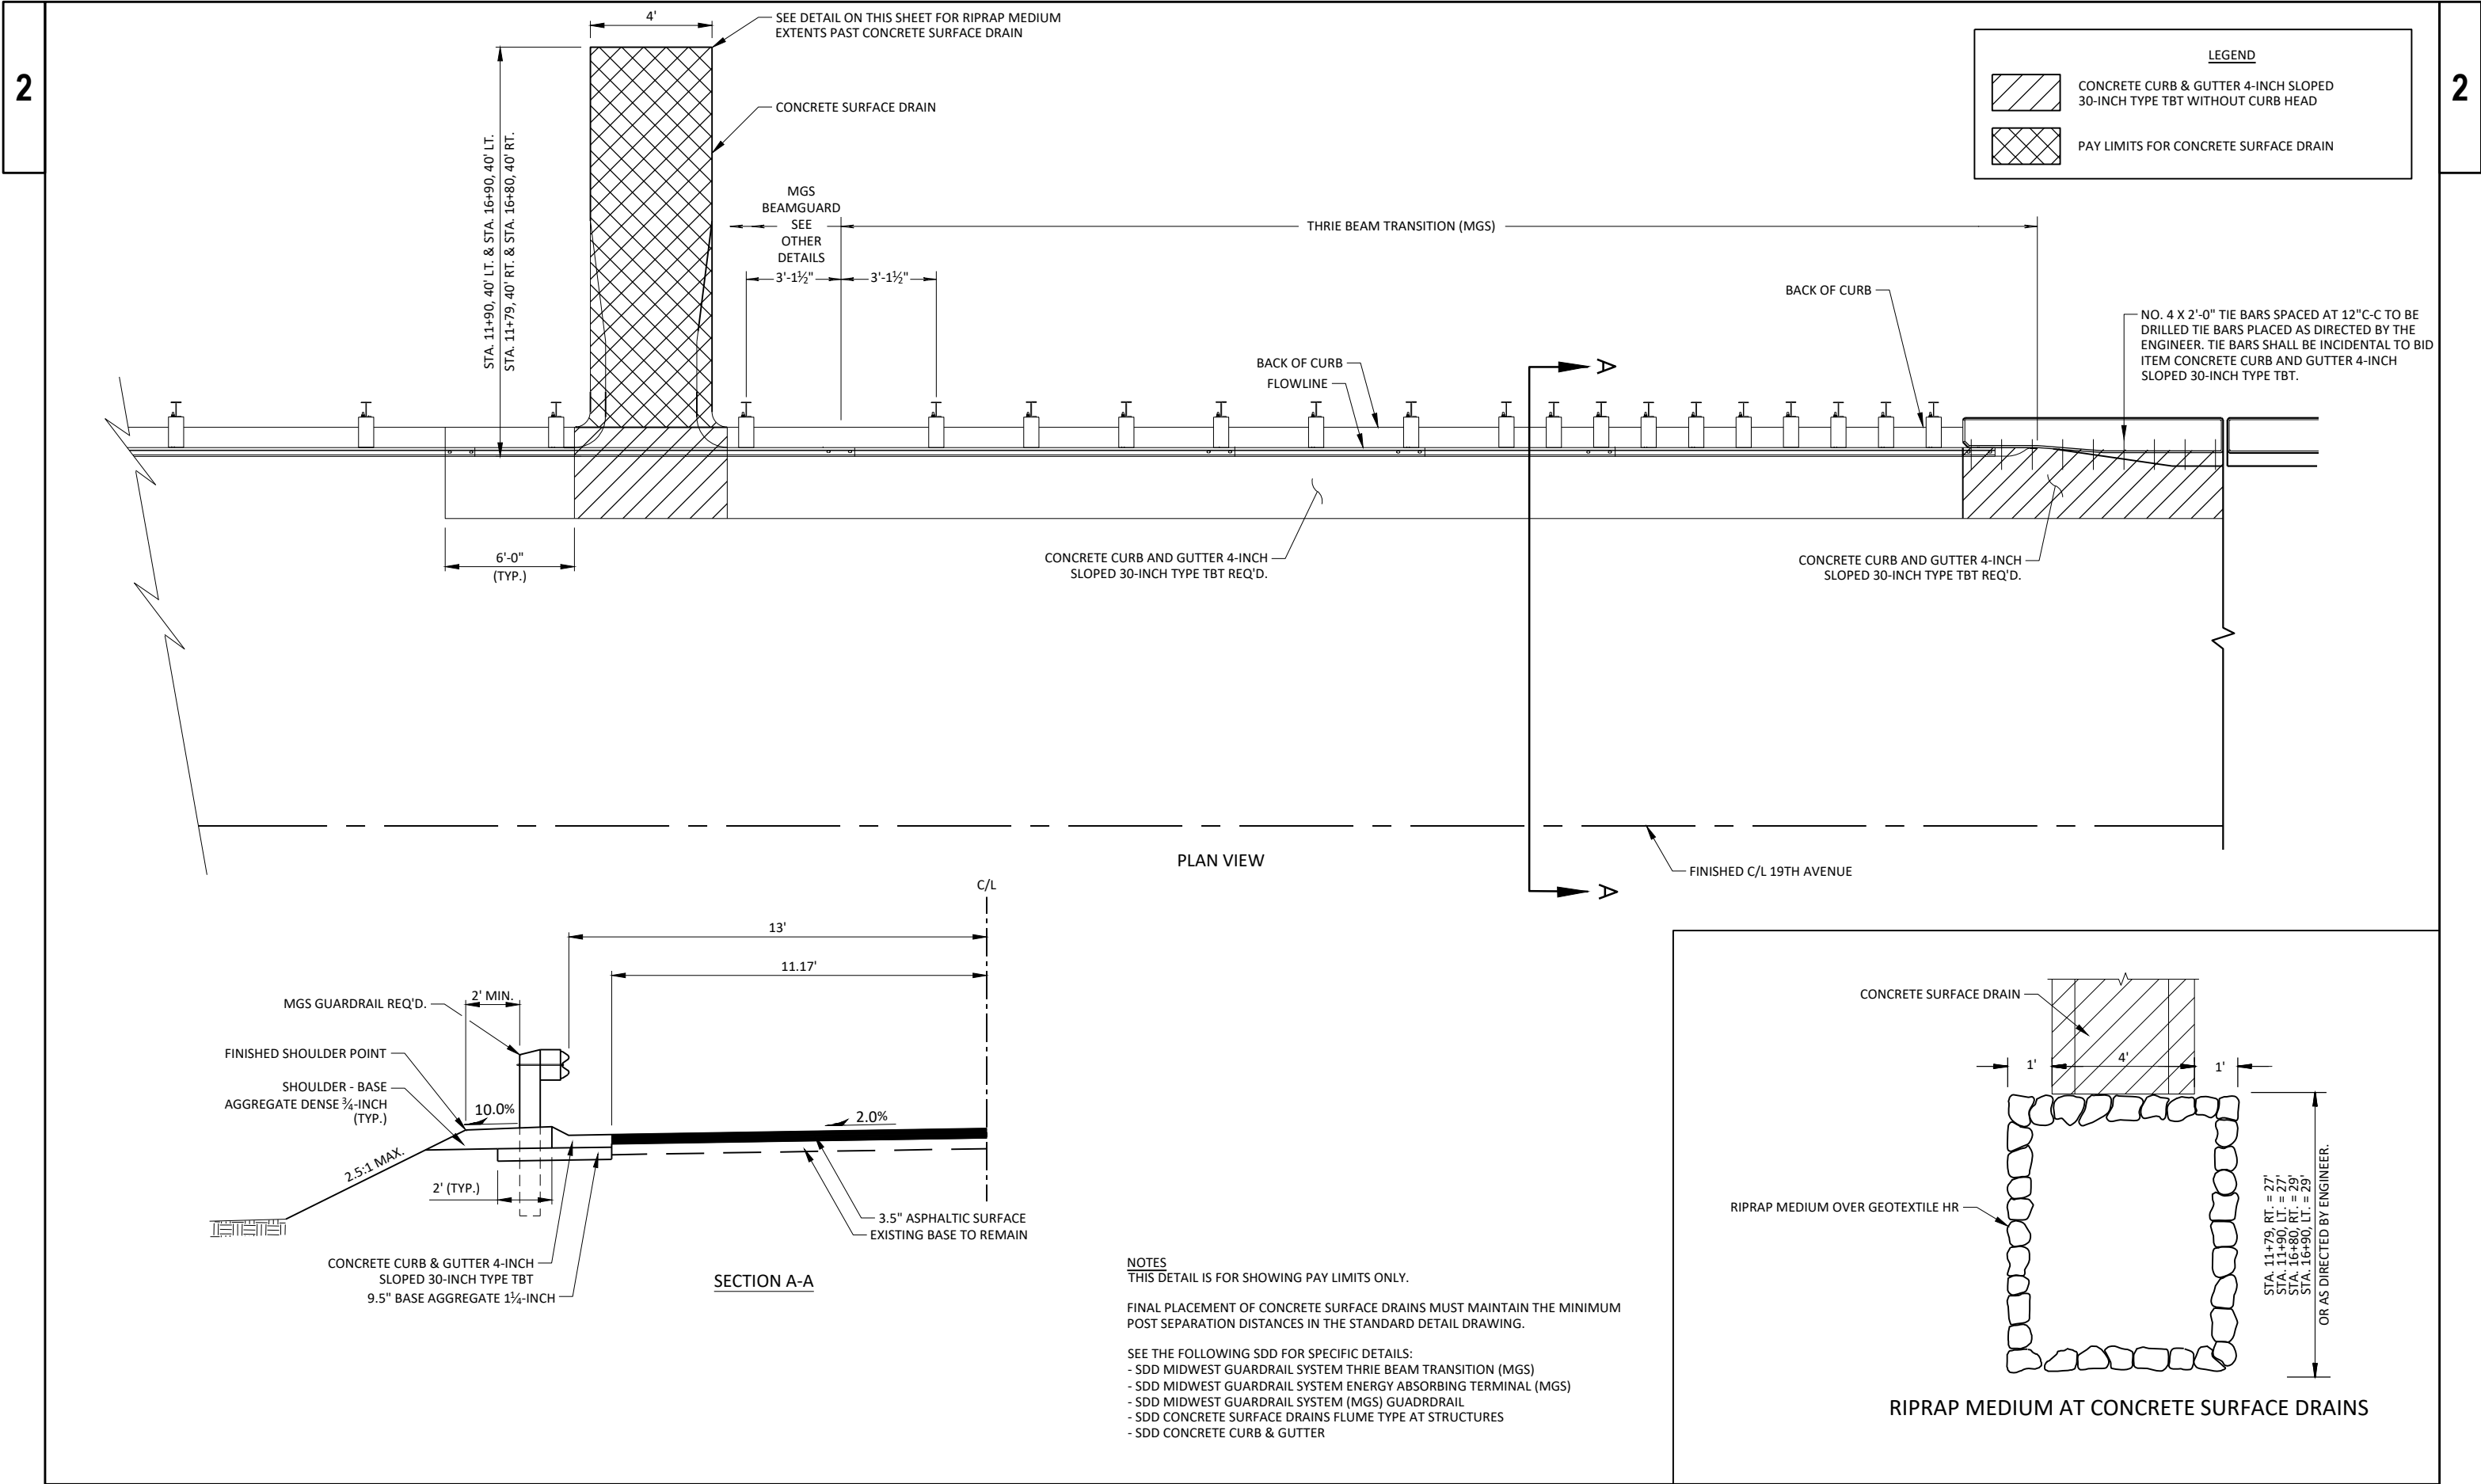 2
2
4'
SEE DETAIL ON THIS SHEET FOR RIPRAP MEDIUM
EXTENTS PAST CONCRETE SURFACE DRAIN
CONCRETE SURFACE DRAIN
STA. 11+90, 40' LT. & STA. 16+90, 40' LT.
STA. 11+79, 40' RT. & STA. 16+80, 40' RT.
LEGEND
CONCRETE CURB & GUTTER 4-INCH SLOPED
30-INCH TYPE TBT WITHOUT CURB HEAD
PAY LIMITS FOR CONCRETE SURFACE DRAIN
MGS
BEAMGUARD
SEE
OTHER
DETAILS
3'-1½"
3'-1½"
THRIE BEAM TRANSITION (MGS)
BACK OF CURB
FLOWLINE
BACK OF CURB
NO. 4 X 2'-0" TIE BARS SPACED AT 12"C-C TO BE
DRILLED TIE BARS PLACED AS DIRECTED BY THE
ENGINEER. TIE BARS SHALL BE INCIDENTAL TO BID
ITEM CONCRETE CURB AND GUTTER 4-INCH
SLOPED 30-INCH TYPE TBT.
A
6'-0"
(TYP.)
CONCRETE CURB AND GUTTER 4-INCH
SLOPED 30-INCH TYPE TBT REQ'D.
CONCRETE CURB AND GUTTER 4-INCH
SLOPED 30-INCH TYPE TBT REQ'D.
A
PLAN VIEW
FINISHED C/L 19TH AVENUE
C/L
13'
11.17'
MGS GUARDRAIL REQ'D.
2' MIN.
FINISHED SHOULDER POINT
SHOULDER - BASE
AGGREGATE DENSE ¾-INCH
(TYP.)
10.0%
2.0%
2.5:1 MAX.
2' (TYP.)
3.5" ASPHALTIC SURFACE
EXISTING BASE TO REMAIN
CONCRETE CURB & GUTTER 4-INCH
SLOPED 30-INCH TYPE TBT
9.5" BASE AGGREGATE 1¼-INCH
SECTION A-A
NOTES
THIS DETAIL IS FOR SHOWING PAY LIMITS ONLY.
FINAL PLACEMENT OF CONCRETE SURFACE DRAINS MUST MAINTAIN THE MINIMUM
POST SEPARATION DISTANCES IN THE STANDARD DETAIL DRAWING.
SEE THE FOLLOWING SDD FOR SPECIFIC DETAILS:
- SDD MIDWEST GUARDRAIL SYSTEM THRIE BEAM TRANSITION (MGS)
- SDD MIDWEST GUARDRAIL SYSTEM ENERGY ABSORBING TERMINAL (MGS)
- SDD MIDWEST GUARDRAIL SYSTEM (MGS) GUADRDRAIL
- SDD CONCRETE SURFACE DRAINS FLUME TYPE AT STRUCTURES
- SDD CONCRETE CURB & GUTTER
CONCRETE SURFACE DRAIN
1'
4'
1'
RIPRAP MEDIUM OVER GEOTEXTILE HR
STA. 11+79, RT. = 27'
STA. 11+90, LT. = 27'
STA. 16+80, RT. = 29'
STA. 16+90, LT. = 29'
OR AS DIRECTED BY ENGINEER.
RIPRAP MEDIUM AT CONCRETE SURFACE DRAINS